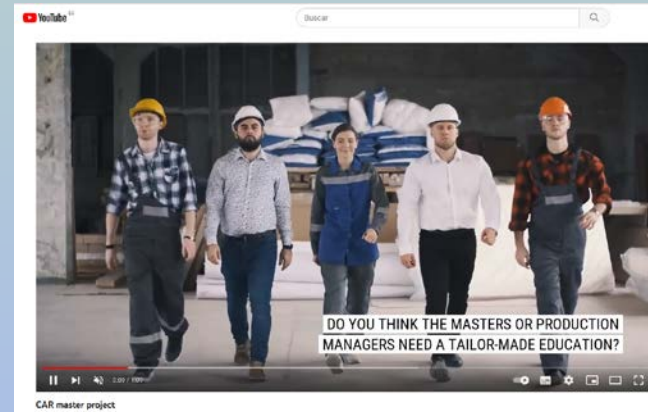 YouTube
Buscar
DO YOU THINK THE MASTERS OR PRODUCTION
MANAGERS NEED A TAILOR-MADE EDUCATION?
CAR master project